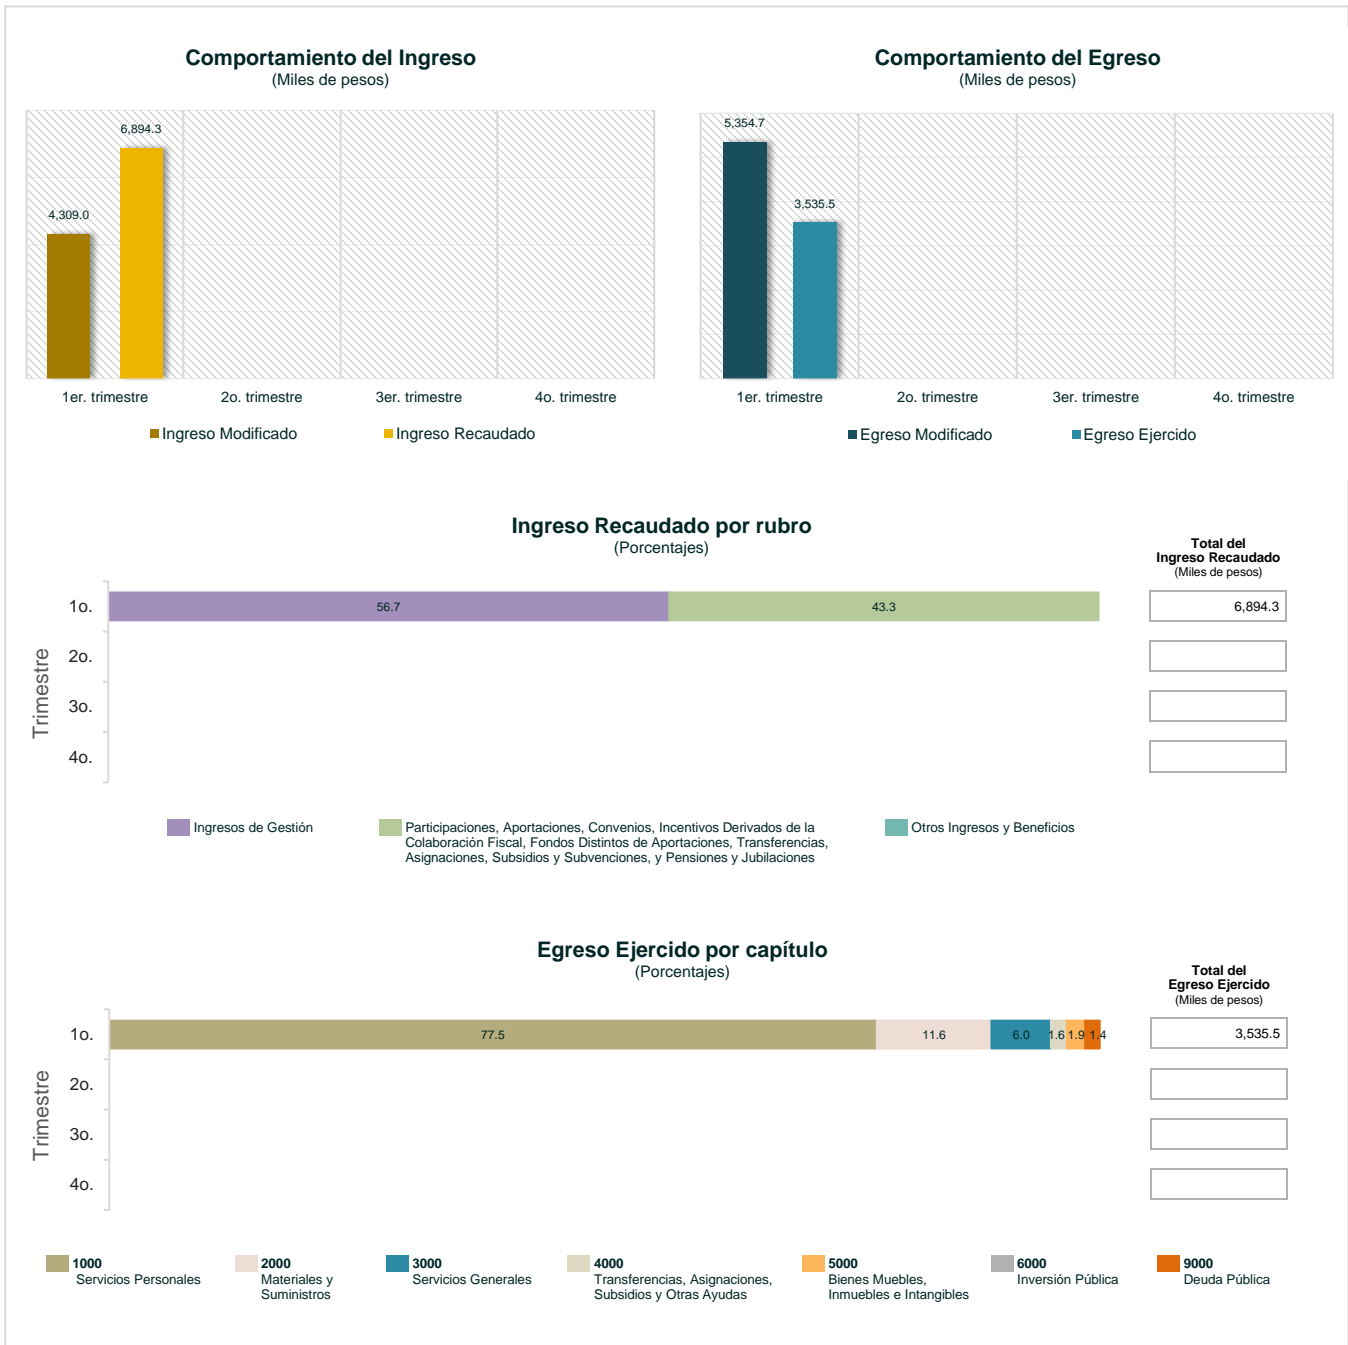 Comportamiento del Ingreso
(Miles de pesos)
6,894.3
4,309.0
1er. trimestre
2o. trimestre
3er. trimestre
4o. trimestre
Ingreso Modificado
Ingreso Recaudado
Comportamiento del Egreso
(Miles de pesos)
5,354.7
3,535.5
1er. trimestre
2o. trimestre
3er. trimestre
4o. trimestre
Egreso Modificado
Egreso Ejercido
Ingreso Recaudado por rubro
(Porcentajes)
Total del
Ingreso Recaudado
(Miles de pesos)
Trimestre
1o.
56.7
43.3
6,894.3
2o.
3o.
4o.
Ingresos de Gestión
Participaciones, Aportaciones, Convenios, Incentivos Derivados de la
Colaboración Fiscal, Fondos Distintos de Aportaciones, Transferencias,
Asignaciones, Subsidios y Subvenciones, y Pensiones y Jubilaciones
Otros Ingresos y Beneficios
Egreso Ejercido por capítulo
(Porcentajes)
Total del
Egreso Ejercido
(Miles de pesos)
Trimestre
1o.
77.5
11.6
6.0
1.6
1.9
1.4
3,535.5
2o.
3o.
4o.
1000
Servicios Personales
2000
Materiales y
Suministros
3000
Servicios Generales
4000
Transferencias, Asignaciones,
Subsidios y Otras Ayudas
5000
Bienes Muebles,
Inmuebles e Intangibles
6000
Inversión Pública
9000
Deuda Pública